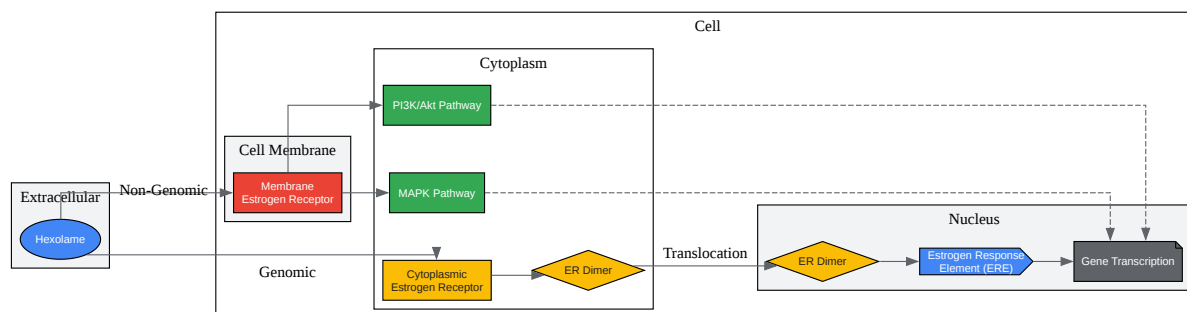 Cell
Cytoplasm
PI3K/Akt Pathway
Cell Membrane
Membrane
Estrogen Receptor
MAPK Pathway
Extracellular
Non-Genomic
Hexolame
Genomic
Cytoplasmic
Estrogen Receptor
ER Dimer
Translocation
Nucleus
ER Dimer
Estrogen Response
Element (ERE)
Gene Transcription